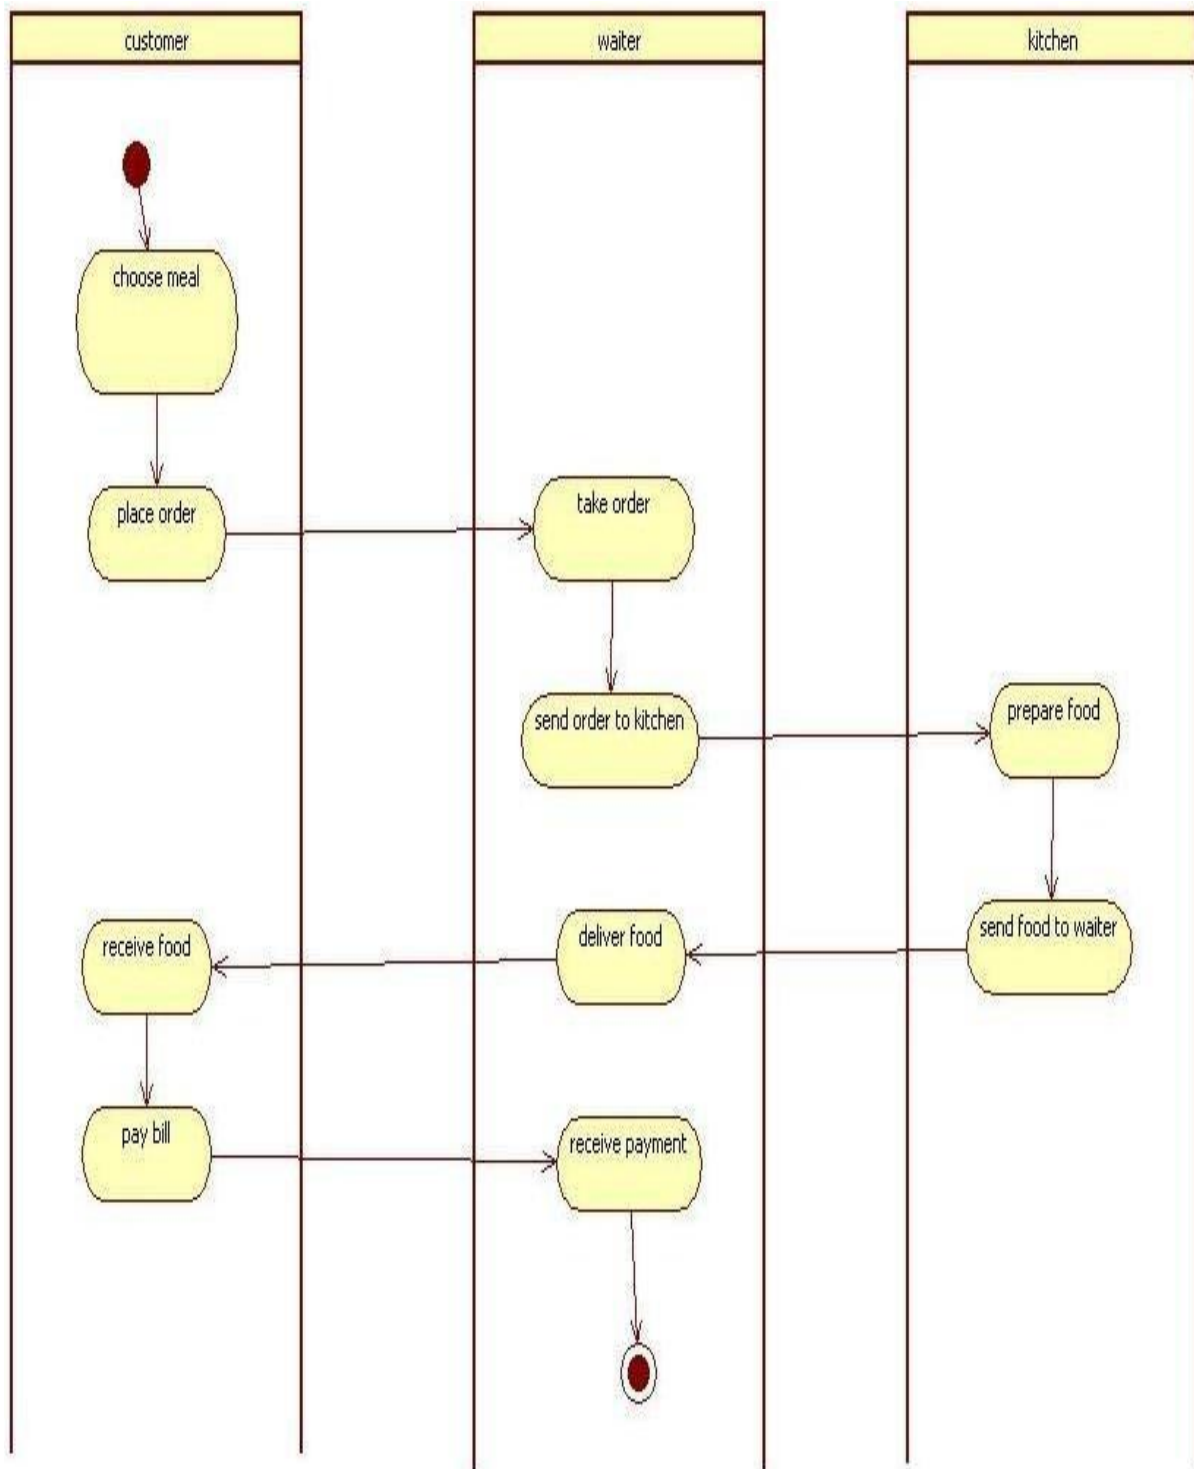 customer
waiter
kitchen
choose meal
place order
take order
send order to kitchen
prepare food
send food to waiter
deliver food
receive food
pay bill
receive payment